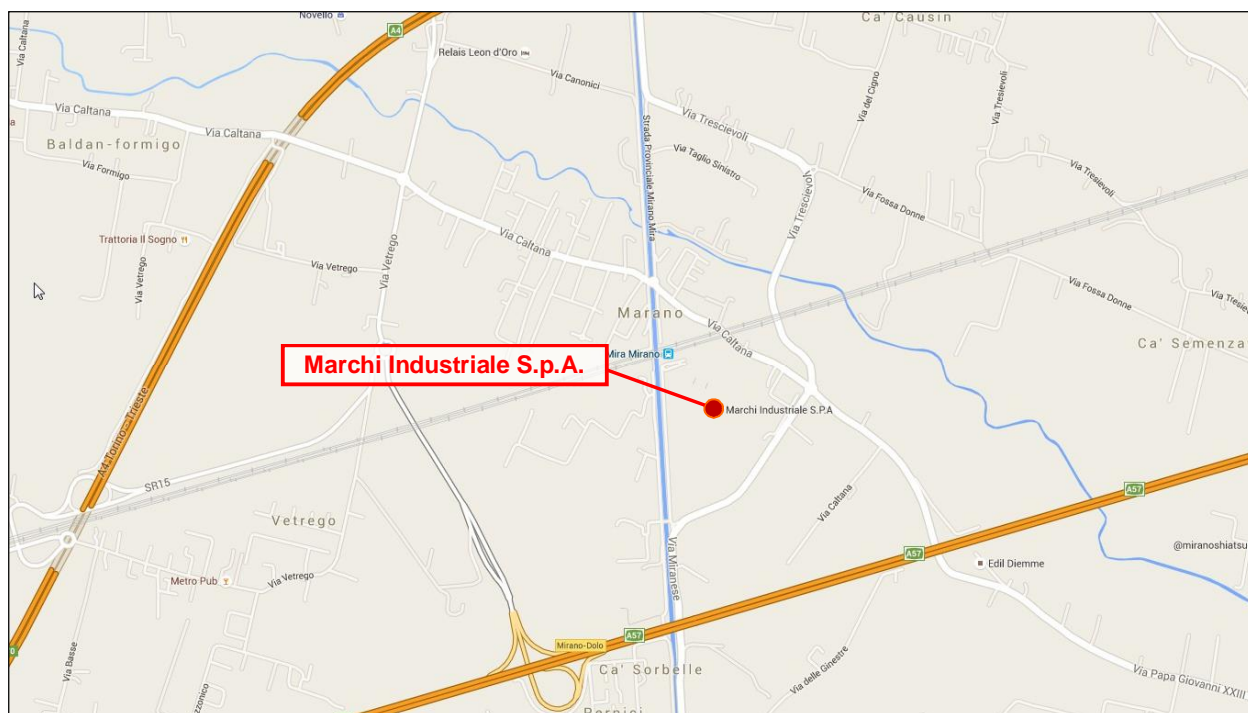 Novello
A4
Ca' Causin
Via Caltana
Relais Leon d'Oro
Via Canonici
Via del Cigno
Via Tresievoli
Via Caltana
Via Caltana
Baldan-formigo
Via Formigo
Strada Provinciale Mirano Mira
Via Trescievoli
Via Taglio Sinistro
Via Tresievoli
Via Fossa Donne
Via Trescievoli
Trattoria Il Sogno
Via Caltana
Via Vetrego
Via Vetrego
Via Vetrego
Via Fossa Donne
Via Tresievoli
Marano
Via Caltana
Ca' Semenza
Mira Mirano
Marchi Industriale S.p.A.
Marchi Industriale S.P.A
A4 Torino - Trieste
SR15
Via Caltana
A57
Vetrego
Via Miranese
A57
@miranoshiatsu
Edil Diemme
Metro Pub
Via Vetrego
A57
Mirano-Dolo
Ca' Sorbelle
Via Basse
Via delle Ginestre
Via Papa Giovanni XXIII